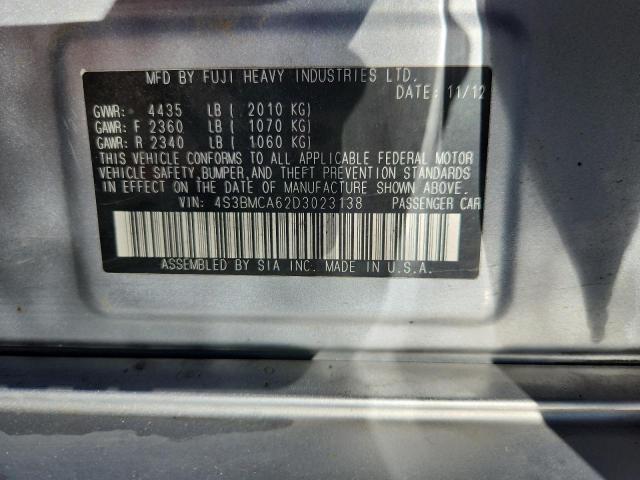 MFD BY FUJI HEAVY INDUSTRIES LTD.
DATE: 11/12
GVWR: 4435 LB ( 2010 KG)
GAWR: F 2360 LB ( 1070 KG)
GAWR: R 2340 LB ( 1060 KG)
THIS VEHICLE CONFORMS TO ALL APPLICABLE FEDERAL MOTOR
VEHICLE SAFETY,BUMPER,AND THEFT PREVENTION STANDARDS
IN EFFECT ON THE DATE OF MANUFACTURE SHOWN ABOVE.
VIN: 4S3BMCA62D3023138 PASSENGER CAR
ASSEMBLED BY SIA INC. MADE IN U.S.A.